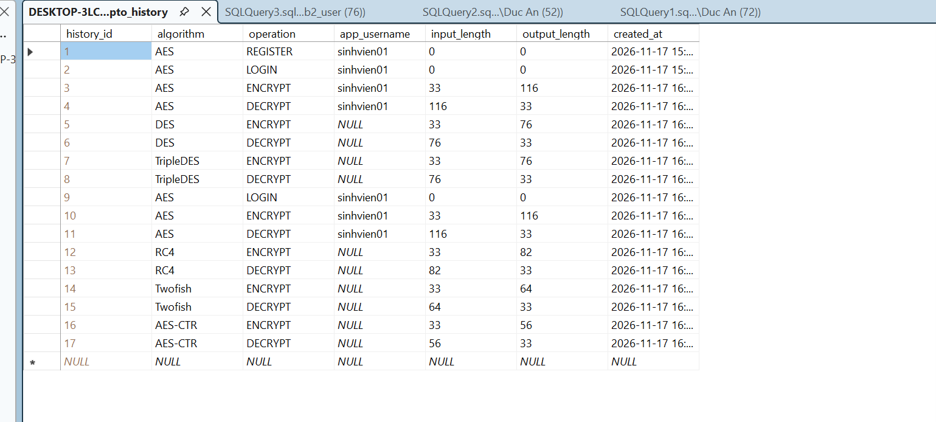 DESKTOP-3LC...pto_history SQLQuery3.sql...b2_user (76)) SQLQuery2.sq...\Duc An (52)) SQLQuery1.sq...\Duc An (72))
history_id algorithm operation app_username input_length output_length created_at
1 AES REGISTER sinhvien01 0 0 2026-11-17 15:...
2 AES LOGIN sinhvien01 0 0 2026-11-17 15:...
3 AES ENCRYPT sinhvien01 33 116 2026-11-17 16:...
4 AES DECRYPT sinhvien01 116 33 2026-11-17 16:...
5 DES ENCRYPT NULL 33 76 2026-11-17 16:...
6 DES DECRYPT NULL 76 33 2026-11-17 16:...
7 TripleDES ENCRYPT NULL 33 76 2026-11-17 16:...
8 TripleDES DECRYPT NULL 76 33 2026-11-17 16:...
9 AES LOGIN sinhvien01 0 0 2026-11-17 16:...
10 AES ENCRYPT sinhvien01 33 116 2026-11-17 16:...
11 AES DECRYPT sinhvien01 116 33 2026-11-17 16:...
12 RC4 ENCRYPT NULL 33 82 2026-11-17 16:...
13 RC4 DECRYPT NULL 82 33 2026-11-17 16:...
14 Twofish ENCRYPT NULL 33 64 2026-11-17 16:...
15 Twofish DECRYPT NULL 64 33 2026-11-17 16:...
16 AES-CTR ENCRYPT NULL 33 56 2026-11-17 16:...
17 AES-CTR DECRYPT NULL 56 33 2026-11-17 16:...
NULL NULL NULL NULL NULL NULL NULL